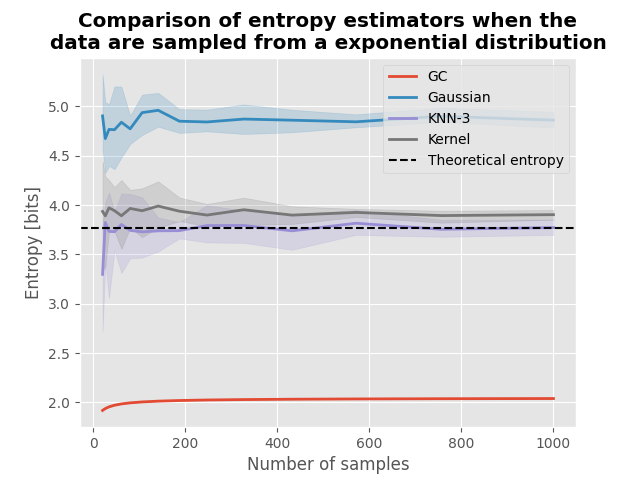 Comparison of entropy estimators when the
data are sampled from a exponential distribution
GC
Gaussian
KNN-3
Kernel
Theoretical entropy
Entropy [bits]
5.0
4.5
4.0
3.5
3.0
2.5
2.0
0 200 400 600 800 1000
Number of samples